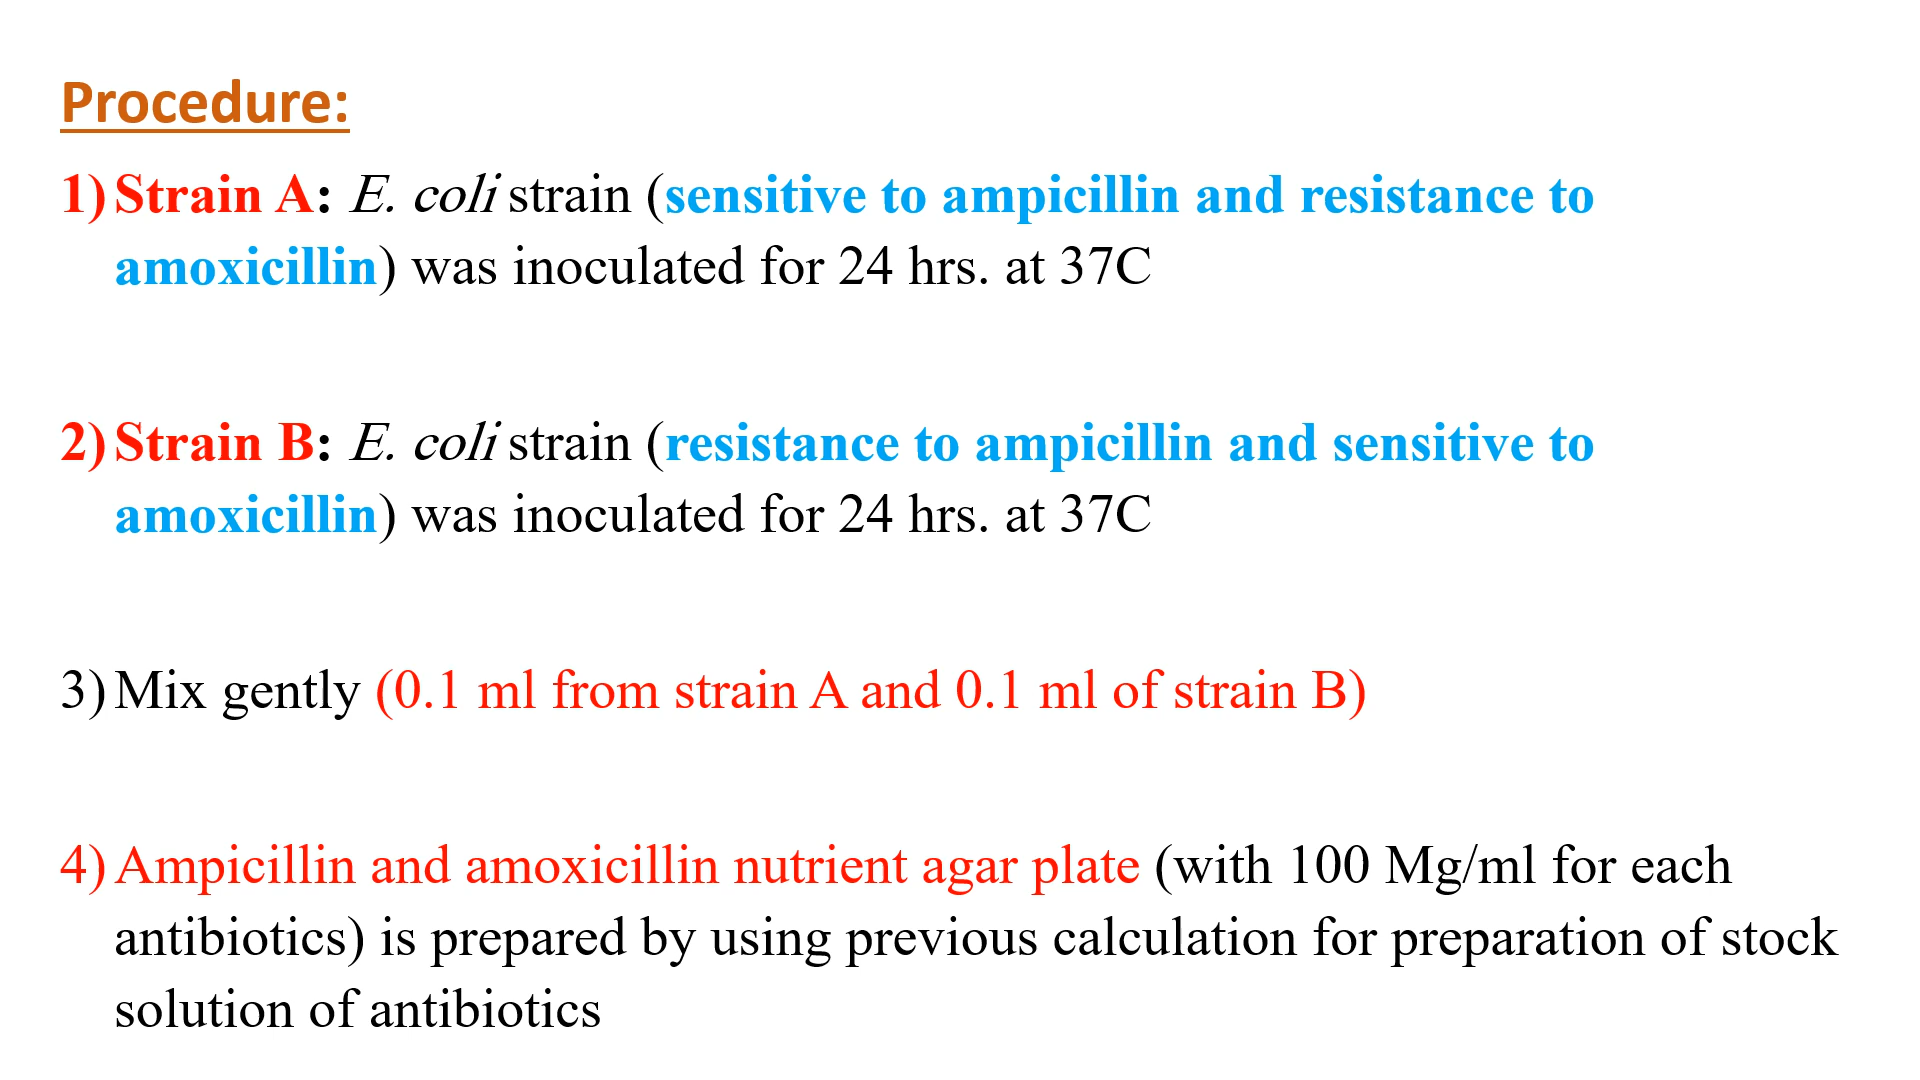 Procedure:
1) Strain A: E. coli strain (sensitive to ampicillin and resistance to
amoxicillin) was inoculated for 24 hrs. at 37C
2) Strain B: E. coli strain (resistance to ampicillin and sensitive to
amoxicillin) was inoculated for 24 hrs. at 37C
3) Mix gently (0.1 ml from strain A and 0.1 ml of strain B)
4) Ampicillin and amoxicillin nutrient agar plate (with 100 Mg/ml for each
antibiotics) is prepared by using previous calculation for preparation of stock
solution of antibiotics